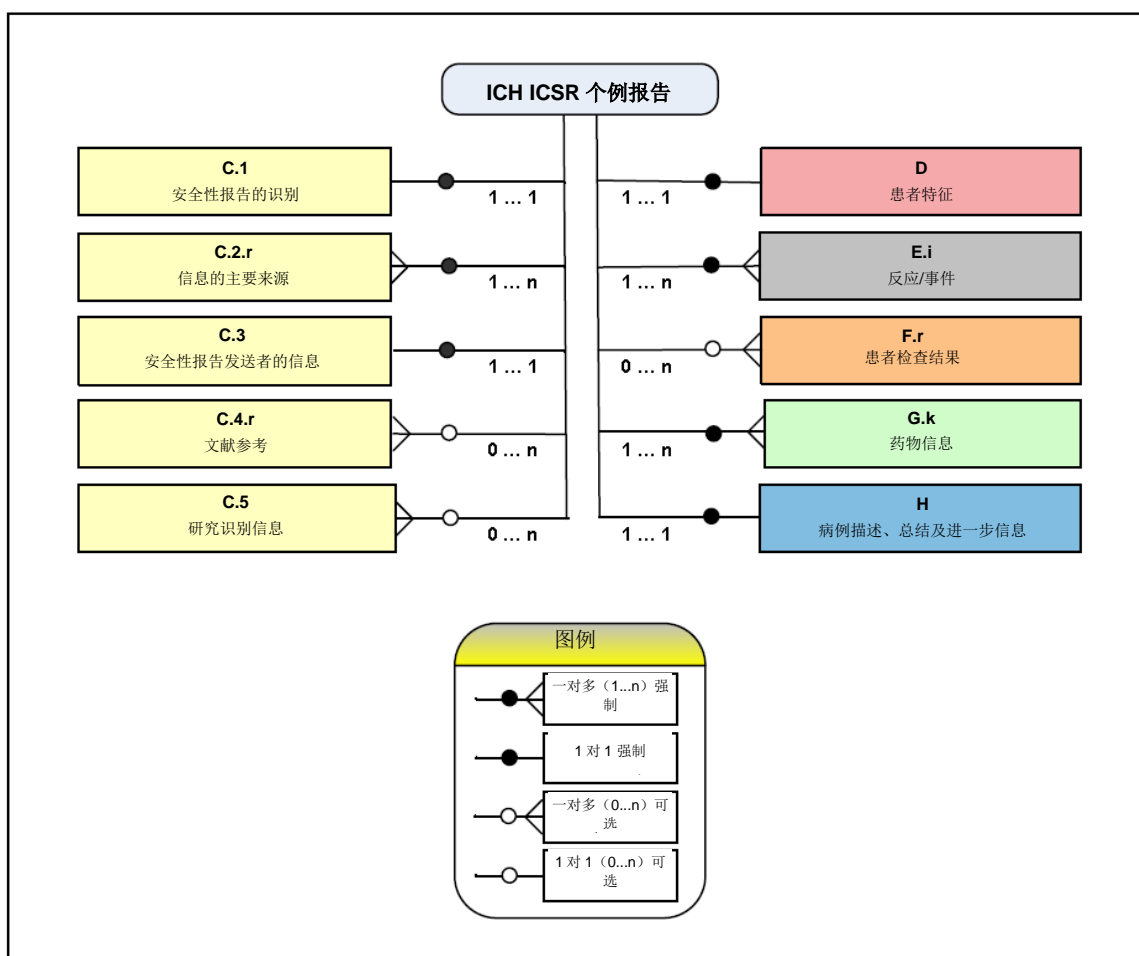 ICH ICSR 个例报告
C.1
安全性报告的识别
1 ... 1
C.2.r
信息的主要来源
1 ... n
C.3
安全性报告发送者的信息
1 ... 1
C.4.r
文献参考
0 ... n
C.5
研究识别信息
0 ... n
1 ... 1
D
患者特征
1 ... n
E.i
反应/事件
0 ... n
F.r
患者检查结果
1 ... n
G.k
药物信息
1 ... 1
H
病例描述、总结及进一步信息
图例
一对多（1...n）强
制
1 对 1 强制
一对多（0...n）可
选
1 对 1（0...n）可
选